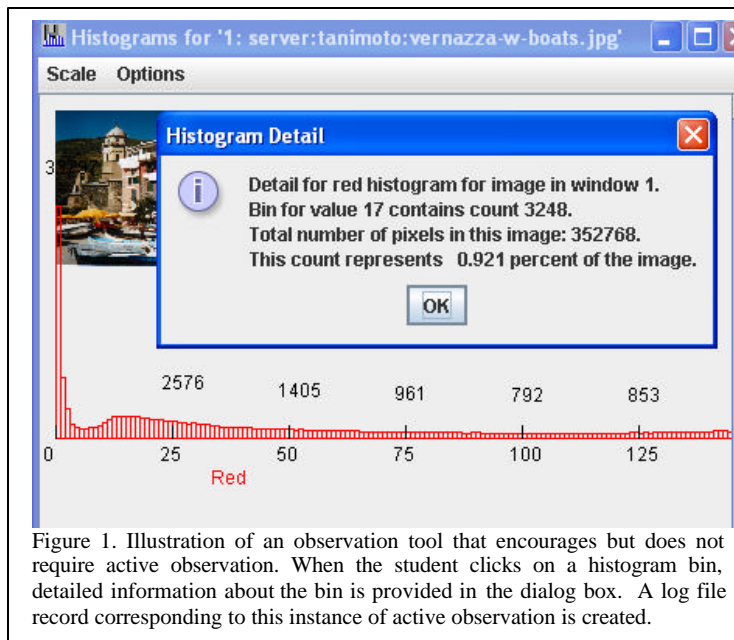 Histograms for '1: server:tanimoto:vernazza-w-boats.jpg'
Scale Options
Histogram Detail
Detail for red histogram for image in window 1.
Bin for value 17 contains count 3248.
Total number of pixels in this image: 352768.
This count represents 0.921 percent of the image.
OK
2576 1405 961 792 853
0 25 50 75 100 125
Red
Figure 1. Illustration of an observation tool that encourages but does not
require active observation. When the student clicks on a histogram bin,
detailed information about the bin is provided in the dialog box. A log file
record corresponding to this instance of active observation is created.